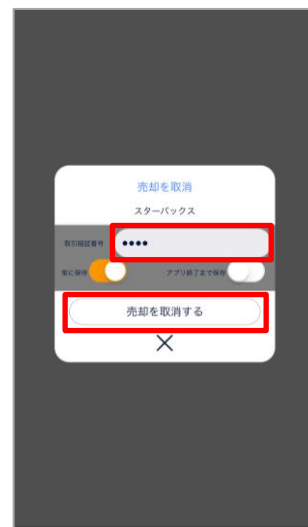 売却を取消
スターバックス
取引暗証番号 ••••
常に保存 アプリ終了まで保存
売却を取消する